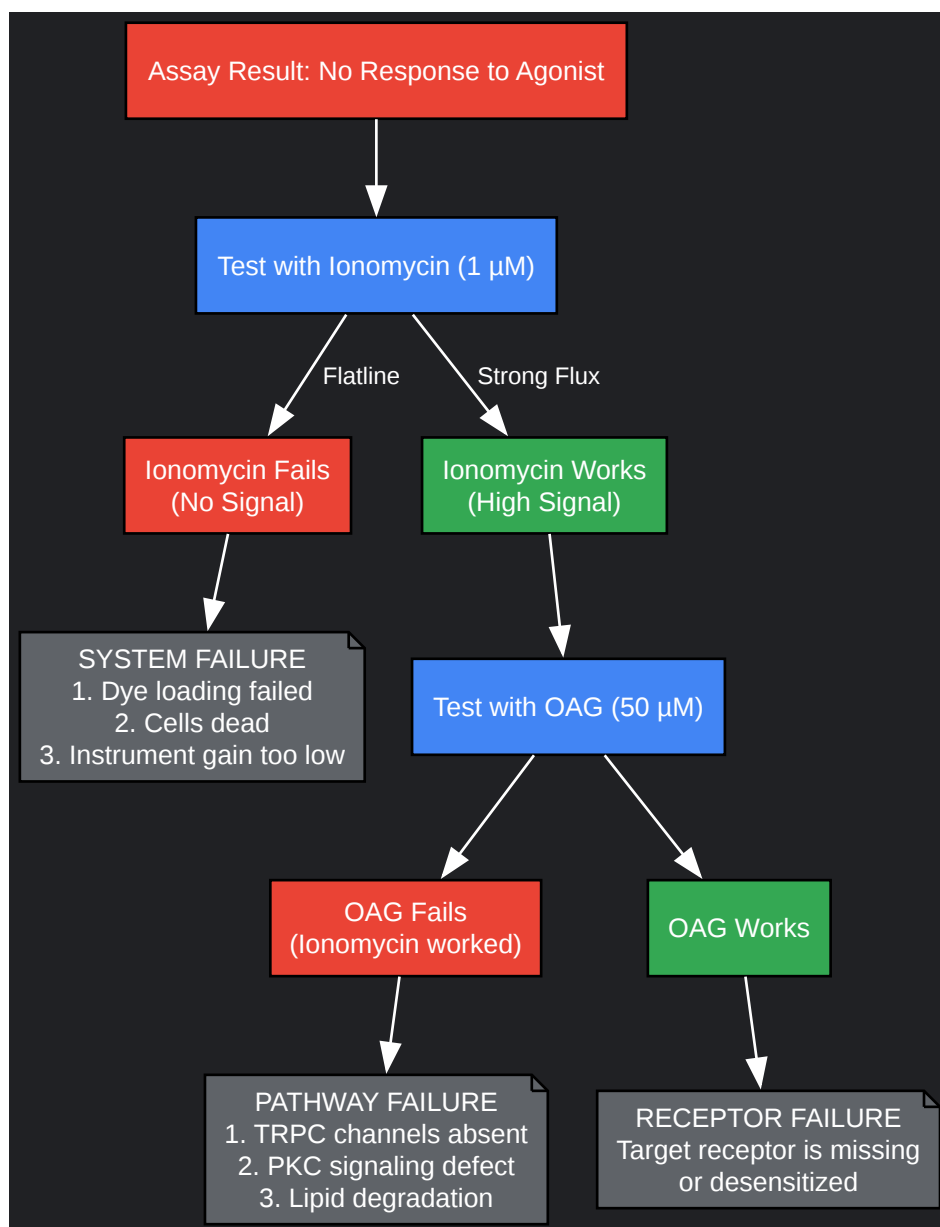 Assay Result: No Response to Agonist
Test with Ionomycin (1 µM)
Flatline
Strong Flux
Ionomycin Fails
(No Signal)
Ionomycin Works
(High Signal)
SYSTEM FAILURE
1. Dye loading failed
2. Cells dead
3. Instrument gain too low
Test with OAG (50 µM)
OAG Fails
(Ionomycin worked)
OAG Works
PATHWAY FAILURE
1. TRPC channels absent
2. PKC signaling defect
3. Lipid degradation
RECEPTOR FAILURE
Target receptor is missing
or desensitized